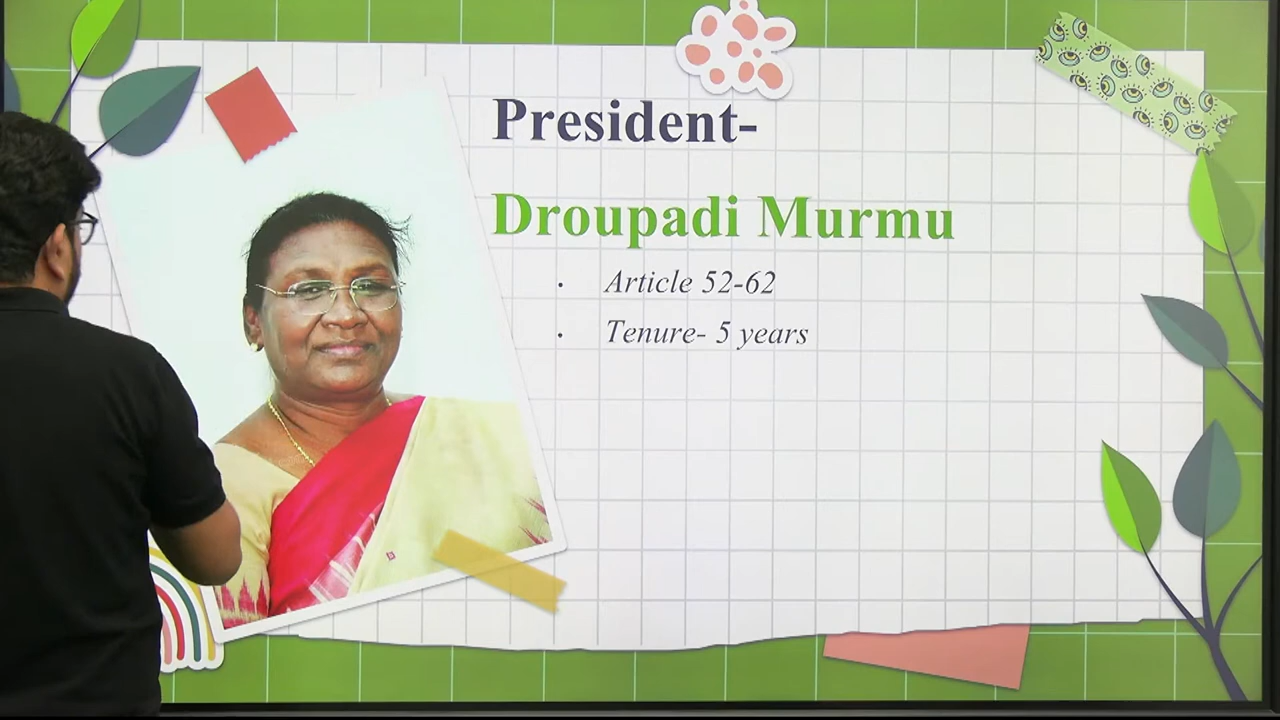 President-
Droupadi Murmu
• Article 52-62
• Tenure- 5 years